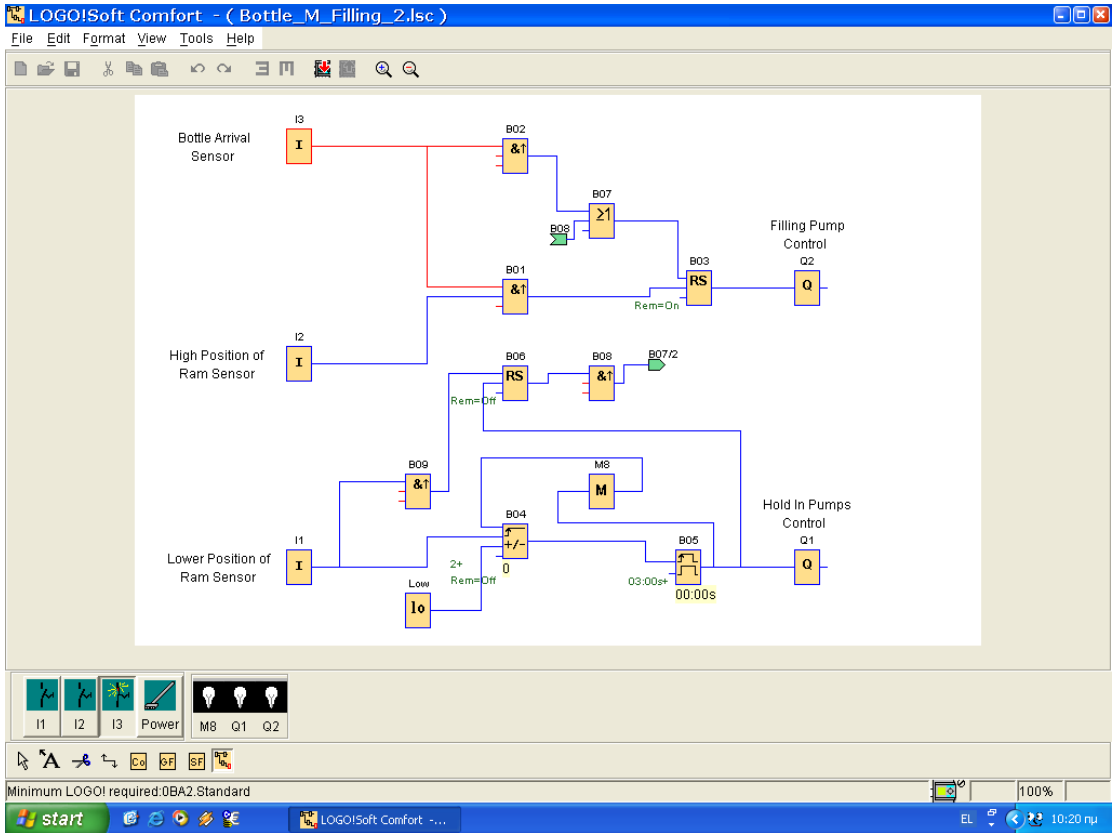 LOGO!Soft Comfort - ( Bottle_M_Filling_2.lsc )
File Edit Format View Tools Help
I3
Bottle Arrival
Sensor
I
B02
&↑
B07
≥1
B08
Filling Pump
Control
Q2
Q
B03
RS
Rem=On
B01
&↑
I2
High Position of
Ram Sensor
I
B06
RS
Rem=Off
B08
&↑
B07/2
B09
&↑
M8
M
Hold In Pumps
Control
Q1
Q
B04
+/-
0
2+
Rem=Off
B05
03:00s+
00:00s
I1
Lower Position of
Ram Sensor
I
Low
lo
I1 I2 I3 Power M8 Q1 Q2
A Co GF SF
Minimum LOGO! required:0BA2.Standard
100%
start
LOGO!Soft Comfort -...
EL
10:20 πμ